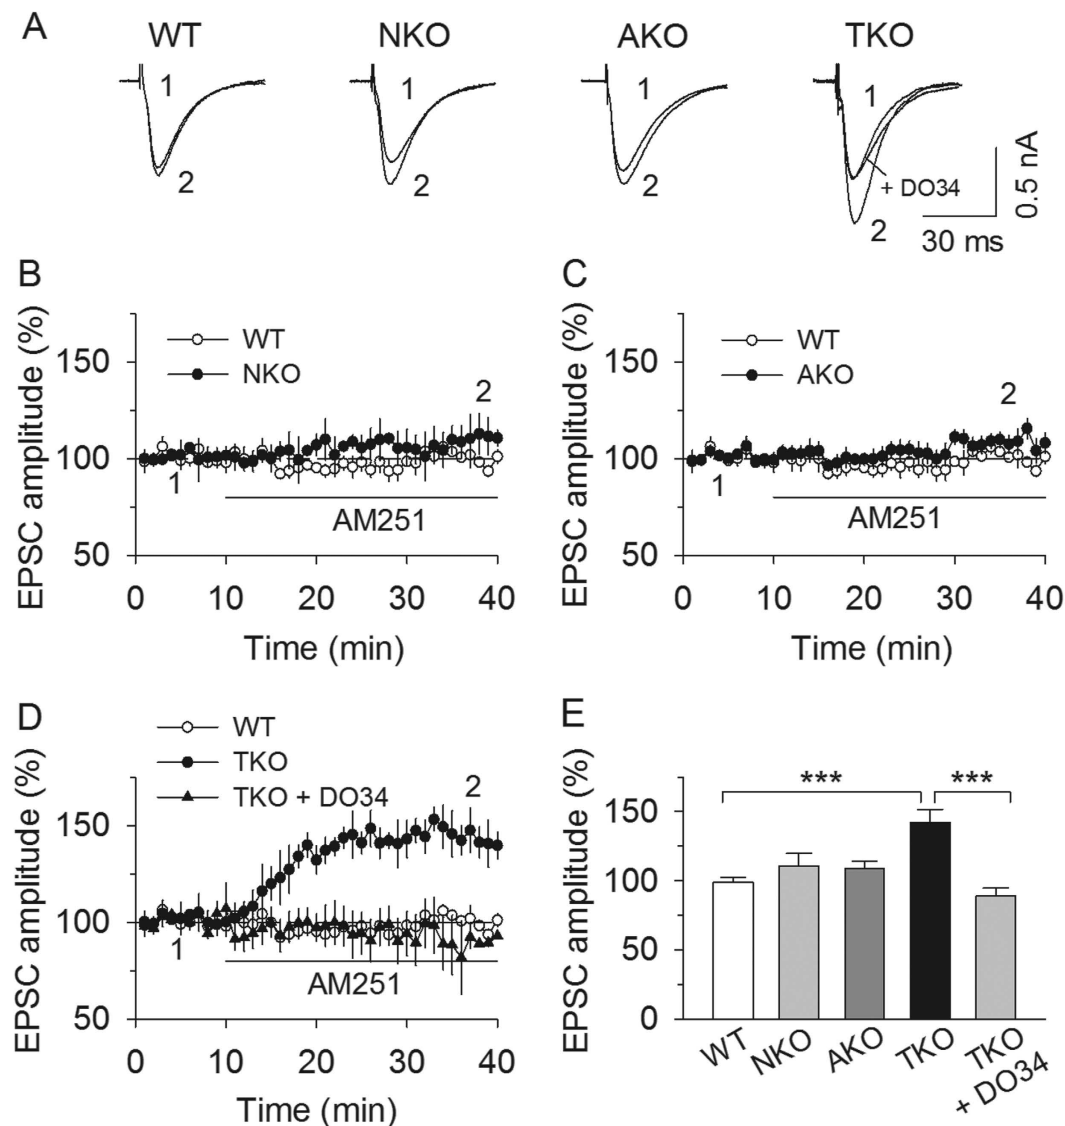 A
WT NKO AKO TKO
1 1 1 1
2 2 2 2
+ DO34
0.5 nA
30 ms
B
EPSC amplitude (%)
WT
NKO
150
100
50
1
2
AM251
0 10 20 30 40
Time (min)
C
EPSC amplitude (%)
WT
AKO
150
100
50
1
2
AM251
0 10 20 30 40
Time (min)
D
EPSC amplitude (%)
WT
TKO
TKO + DO34
150
100
50
1
2
AM251
0 10 20 30 40
Time (min)
E
EPSC amplitude (%)
*** ***
150
100
50
0
WT
NKO
AKO
TKO
TKO
+ DO34